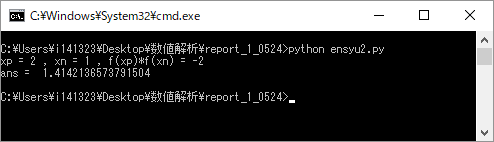 C:¥Windows¥System32¥cmd.exe
C:¥Users¥i141323¥Desktop¥数値解析¥report_1_0524>python ensyu2.py
xp = 2 , xn = 1 , f(xp)*f(xn) = -2
ans =  1.4142136573791504
C:¥Users¥i141323¥Desktop¥数値解析¥report_1_0524>